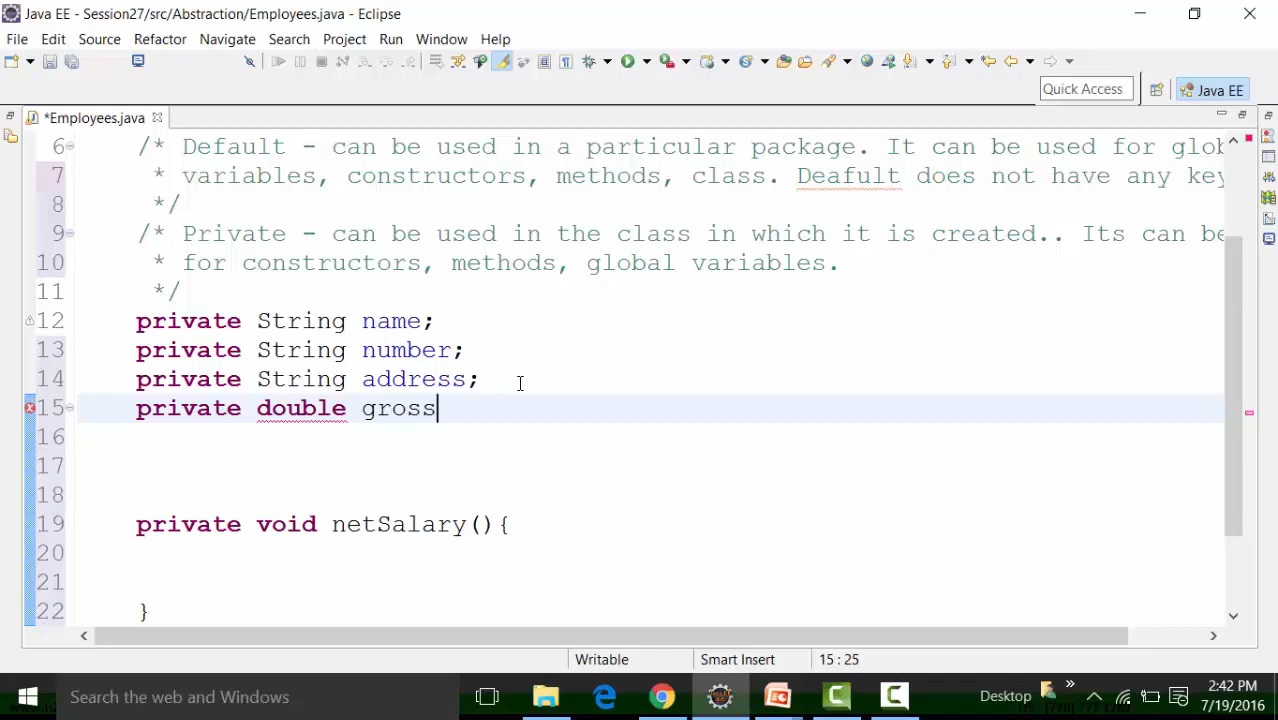 Java EE - Session27/src/Abstraction/Employees.java - Eclipse
File Edit Source Refactor Navigate Search Project Run Window Help
Quick Access
Java EE
*Employees.java
6 /* Default - can be used in a particular package. It can be used for glob
7 * variables, constructors, methods, class. Deafult does not have any key
8 */
9 /* Private - can be used in the class in which it is created.. Its can be
10 * for constructors, methods, global variables.
11 */
12 private String name;
13 private String number;
14 private String address;
15 private double gross
16
17
18
19 private void netSalary(){
20
21
22 }
Writable Smart Insert 15 : 25
Search the web and Windows
Desktop
2:42 PM
7/19/2016